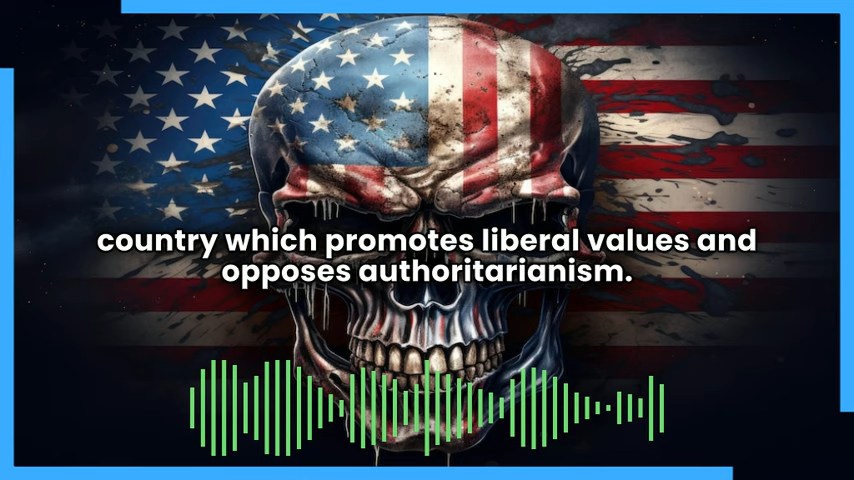 country which promotes liberal values and
opposes authoritarianism.